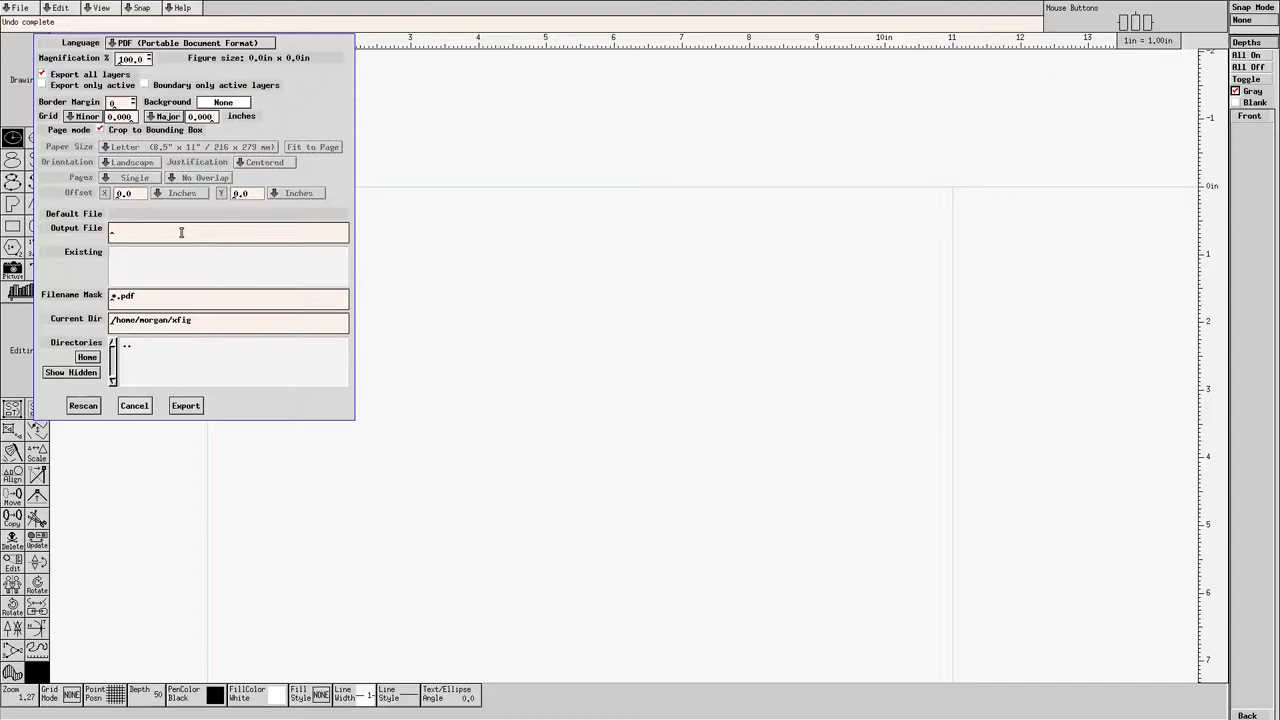 File Edit View Snap Help
Mouse Buttons
Snap Mode
None
Undo complete
1in = 1.00in
Depths
All On
All Off
Toggle
Gray
Blank
Front
Back
3 4 5 6 7 8 9 10in 11 12 13
-2
-1
0in
1
2
3
4
5
6
7
Language PDF (Portable Document Format)
Magnification % 100.0 Figure size: 0.0in x 0.0in
Export all layers
Export only active Boundary only active layers
Border Margin 0 Background None
Grid Minor 0.000 Major 0.000 inches
Page mode Crop to Bounding Box
Paper Size Letter (8.5" x 11" / 216 x 279 mm) Fit to Page
Orientation Landscape Justification Centered
Pages Single No Overlap
Offset X 0.0 Inches Y 0.0 Inches
Default File
Output File
Existing
Filename Mask *.pdf
Current Dir /home/morgan/xfig
Directories ..
Home
Show Hidden
Rescan Cancel Export
Drawin
Picture
Editin
Scale
Align
Move
Copy
Delete Update
Edit
Rotate
Rotate
Zoom
1.27
Grid
Mode NONE
Point
Posn
Depth
50
PenColor
Black
FillColor
White
Fill
Style NONE
Line
Width 1
Line
Style
Text/Ellipse
Angle 0.0